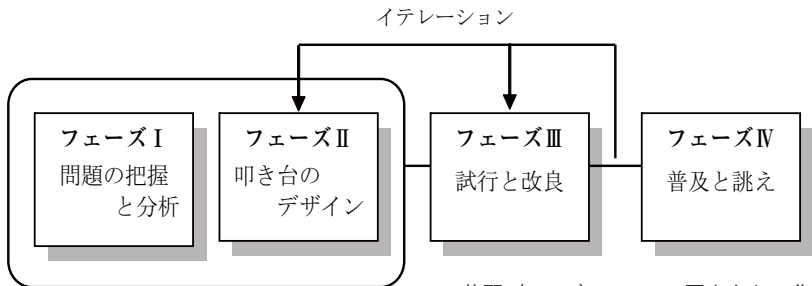 イテレーション
フェーズⅠ
問題の把握
と分析
フェーズⅡ
叩き台の
デザイン
フェーズⅢ
試行と改良
フェーズⅣ
普及と誂え